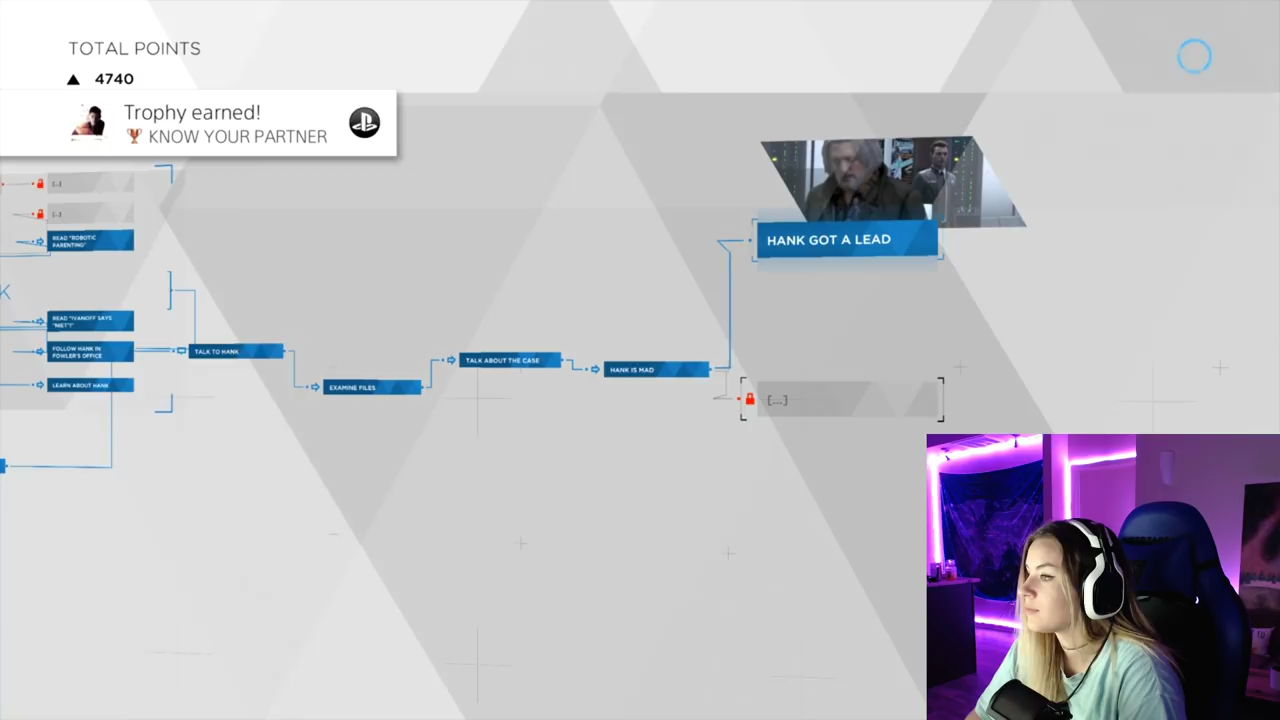 TOTAL POINTS
4740
Trophy earned!
KNOW YOUR PARTNER
[...]
[...]
READ "ROBOTIC
PARENTING"
HANK GOT A LEAD
K
READ "IVANOFF SAYS
"NIET"!"
FOLLOW HANK IN
FOWLER'S OFFICE
TALK TO HANK
LEARN ABOUT HANK
EXAMINE FILES
TALK ABOUT THE CASE
HANK IS MAD
[...]